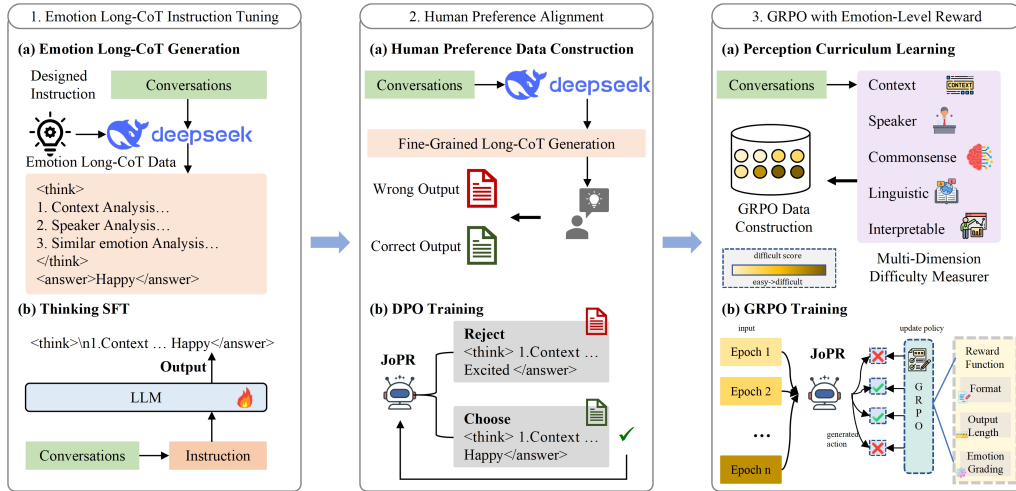 1. Emotion Long-CoT Instruction Tuning
(a) Emotion Long-CoT Generation
Designed
Instruction
Conversations
deepseek
Emotion Long-CoT Data
<think>
1. Context Analysis…
2. Speaker Analysis…
3. Similar emotion Analysis…
</think>
<answer>Happy</answer>
(b) Thinking SFT
<think>\n1.Context … Happy</answer>
Output
LLM
Conversations
Instruction
2. Human Preference Alignment
(a) Human Preference Data Construction
Conversations
deepseek
Fine-Grained Long-CoT Generation
Wrong Output
Correct Output
(b) DPO Training
JoPR
Reject
<think> 1.Context …
Excited </answer>
Choose
<think> 1.Context …
Happy</answer>
3. GRPO with Emotion-Level Reward
(a) Perception Curriculum Learning
Conversations
Context
CONTEXT
Speaker
Commonsense
Linguistic
Interpretable
GRPO Data
Construction
difficult score
easy->difficult
Multi-Dimension
Difficulty Measurer
(b) GRPO Training
input
Epoch 1
Epoch 2
…
Epoch n
JoPR
generated
action
update policy
G
R
P
O
Reward
Function
Format
Output
Length
Emotion
Grading